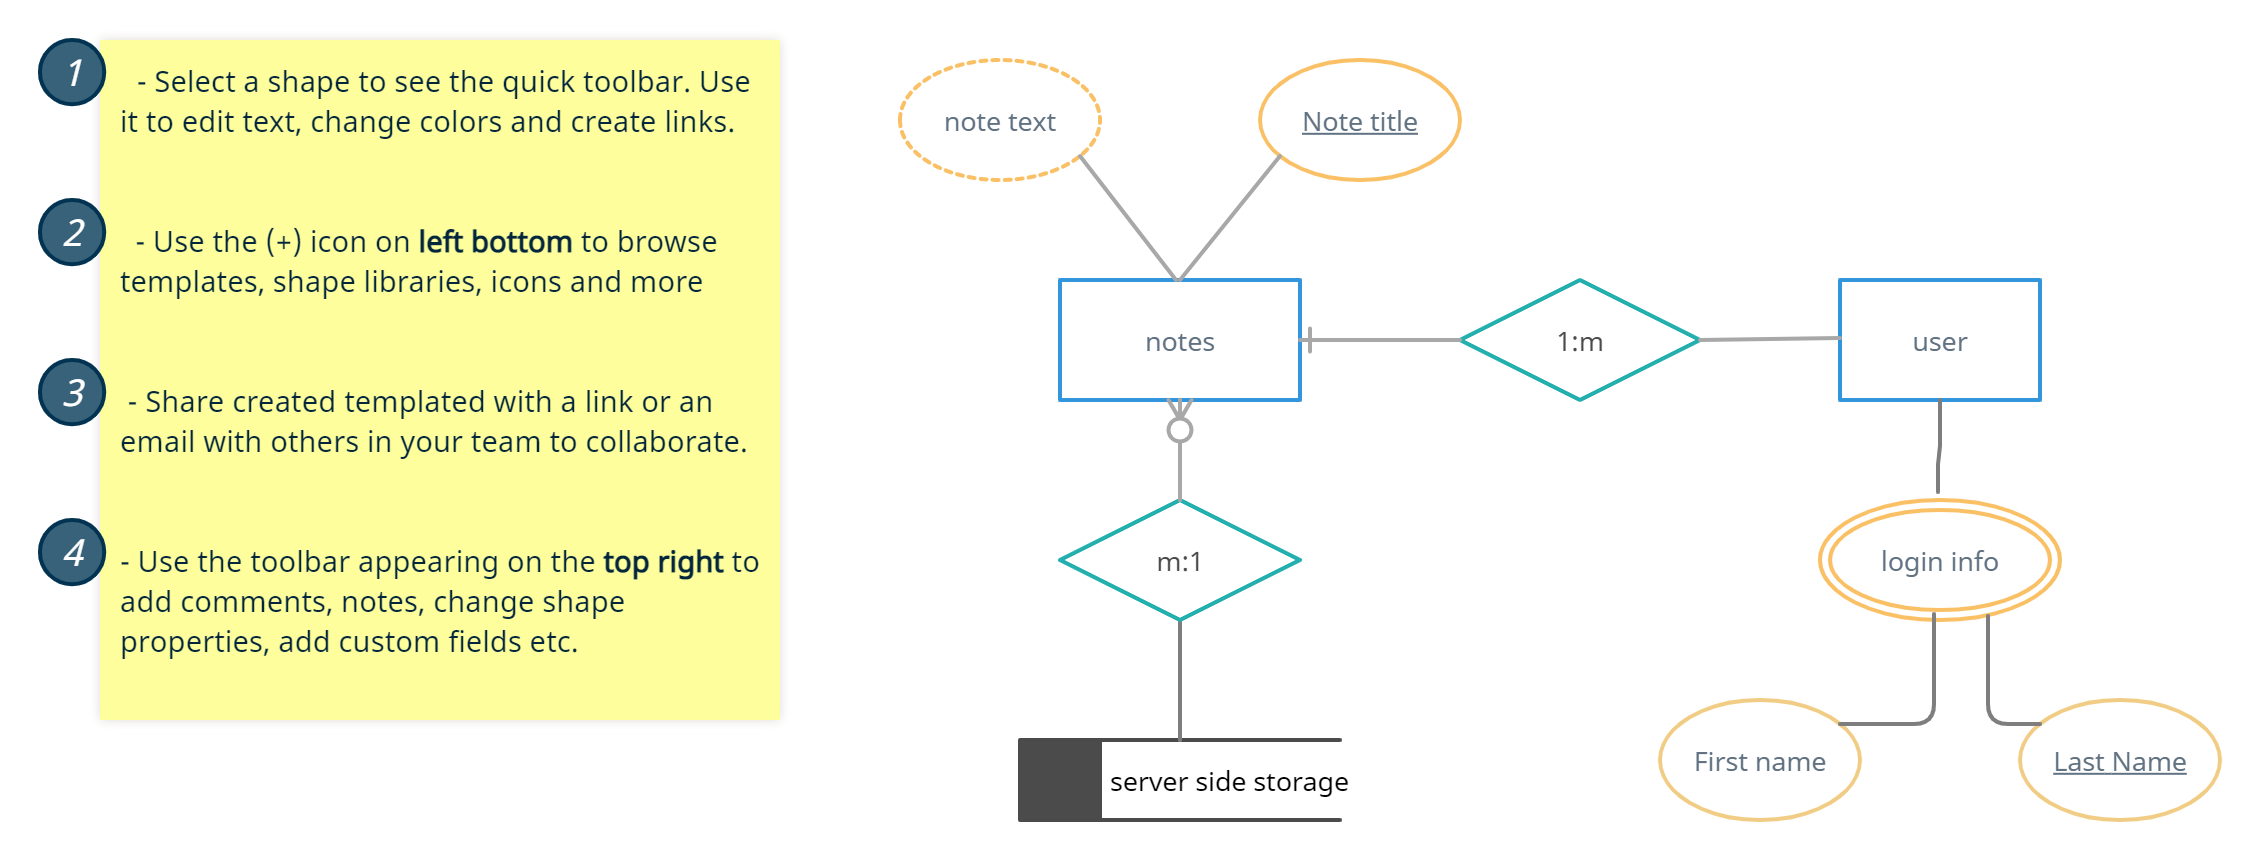 1
- Select a shape to see the quick toolbar. Use
it to edit text, change colors and create links.
2
- Use the (+) icon on left bottom to browse
templates, shape libraries, icons and more
3
- Share created templated with a link or an
email with others in your team to collaborate.
4
- Use the toolbar appearing on the top right to
add comments, notes, change shape
properties, add custom fields etc.
note text
Note title
notes
1:m
user
m:1
login info
server side storage
First name
Last Name